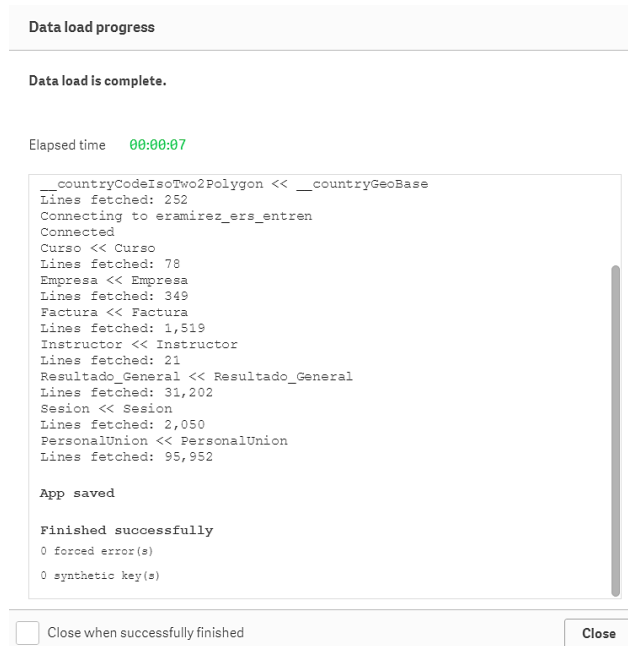 Data load progress
Data load is complete.
Elapsed time 00:00:07
__countryCodeIsoTwo2Polygon << __countryGeoBase
Lines fetched: 252
Connecting to eramirez_ers_entren
Connected
Curso << Curso
Lines fetched: 78
Empresa << Empresa
Lines fetched: 349
Factura << Factura
Lines fetched: 1,519
Instructor << Instructor
Lines fetched: 21
Resultado_General << Resultado_General
Lines fetched: 31,202
Sesion << Sesion
Lines fetched: 2,050
PersonalUnion << PersonalUnion
Lines fetched: 95,952
App saved
Finished successfully
0 forced error(s)
0 synthetic key(s)
Close when successfully finished
Close